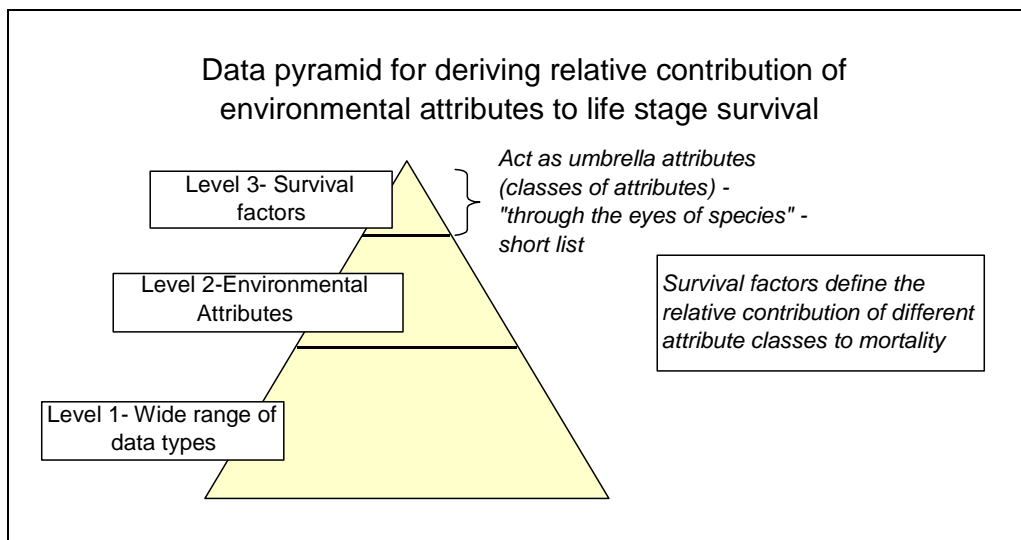 Data pyramid for deriving relative contribution of
environmental attributes to life stage survival
Level 3- Survival
factors
Act as umbrella attributes
(classes of attributes) -
"through the eyes of species" -
short list
Level 2-Environmental
Attributes
Survival factors define the
relative contribution of different
attribute classes to mortality
Level 1- Wide range of
data types